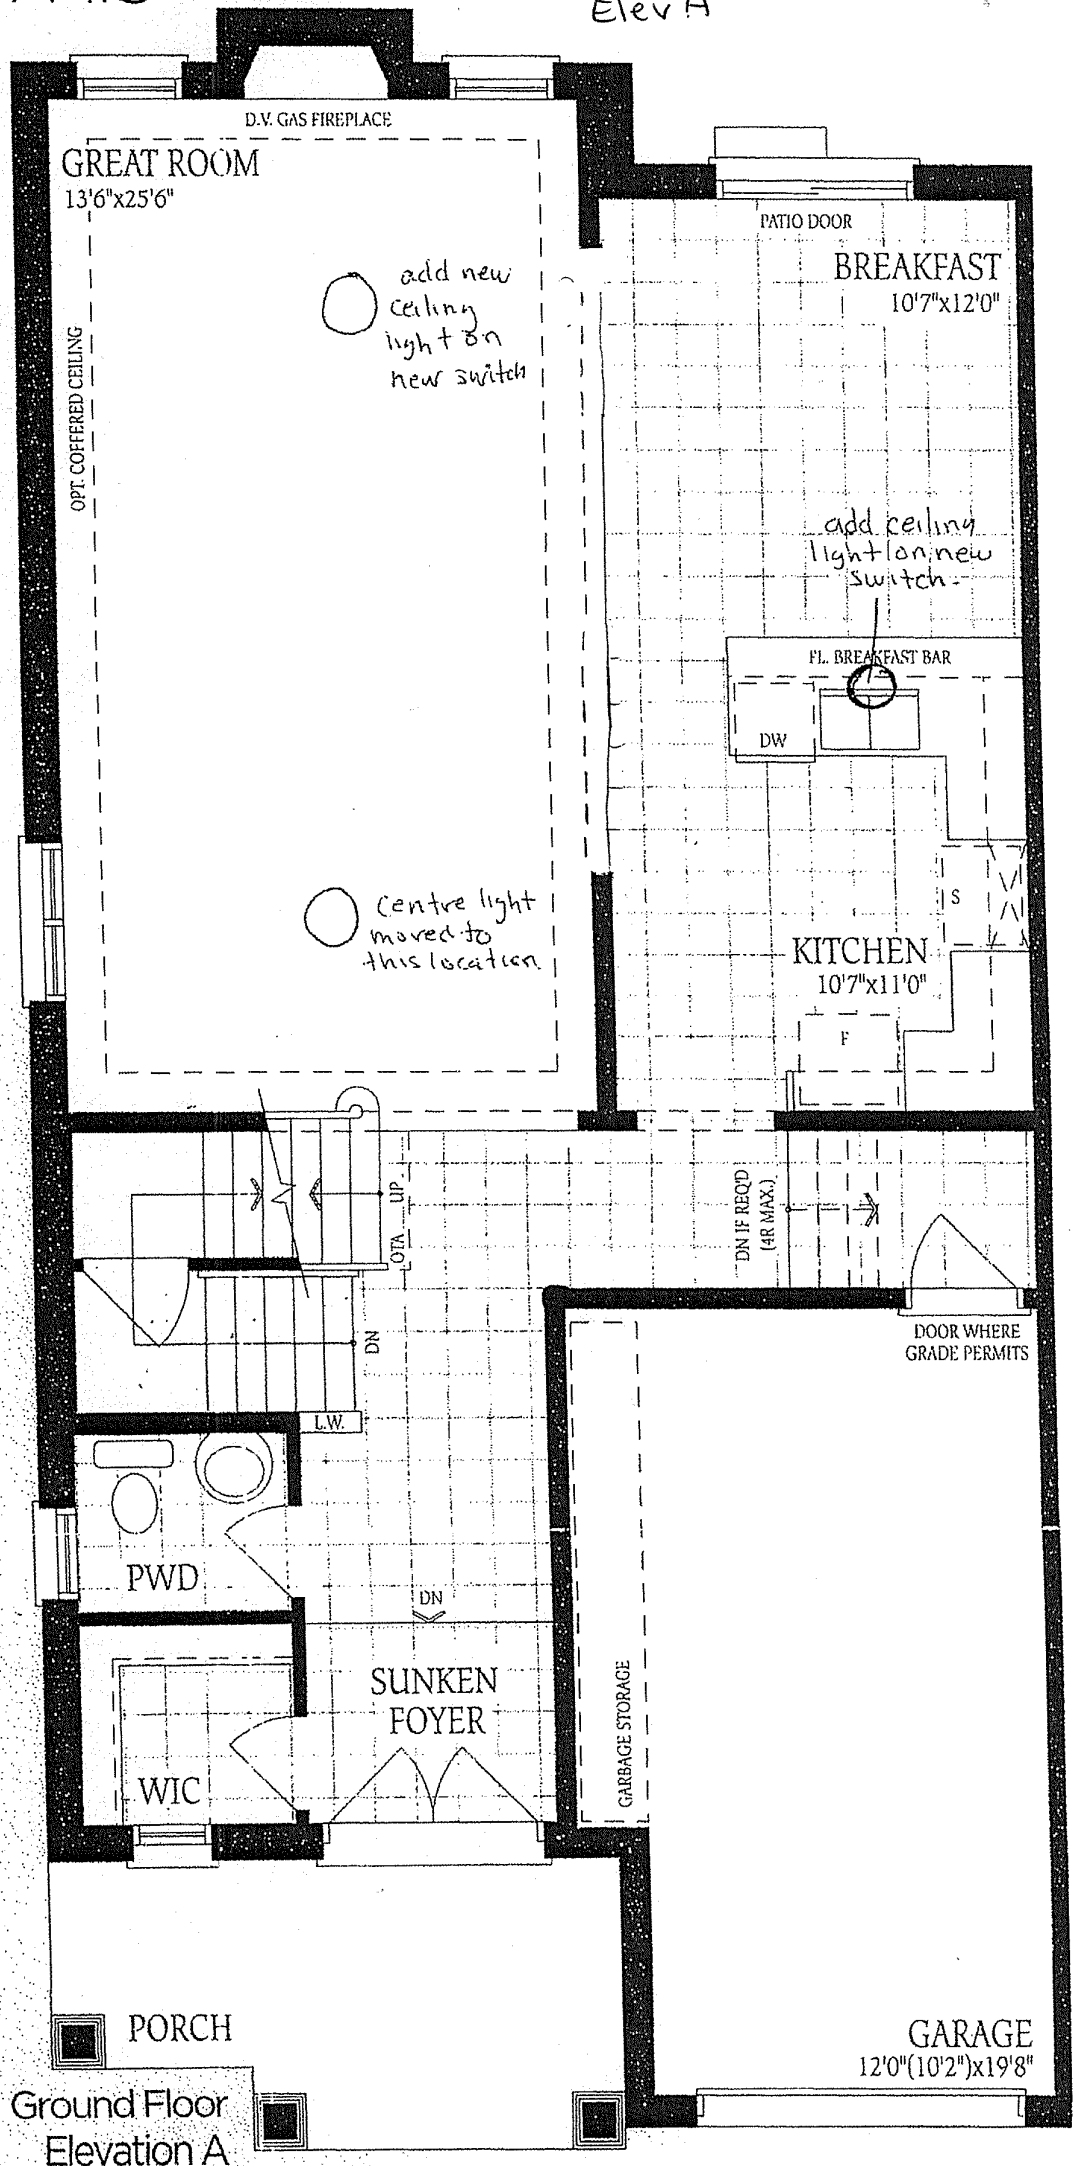 Elev A
D.V. GAS FIREPLACE
GREAT ROOM
13'6"x25'6"
PATIO DOOR
BREAKFAST
10'7"x12'0"
add new
ceiling
light on
new switch
OPT. COFFERED CEILING
add ceiling
light on new
switch.
FL. BREAKFAST BAR
DW
S
Centre light
moved to
this location
KITCHEN
10'7"x11'0"
F
UP
OTA
DN IF REQ'D
(4R MAX.)
DN
DOOR WHERE
GRADE PERMITS
L.W.
PWD
DN
SUNKEN
FOYER
GARBAGE STORAGE
WIC
PORCH
GARAGE
12'0"(10'2")x19'8"
Ground Floor
Elevation A